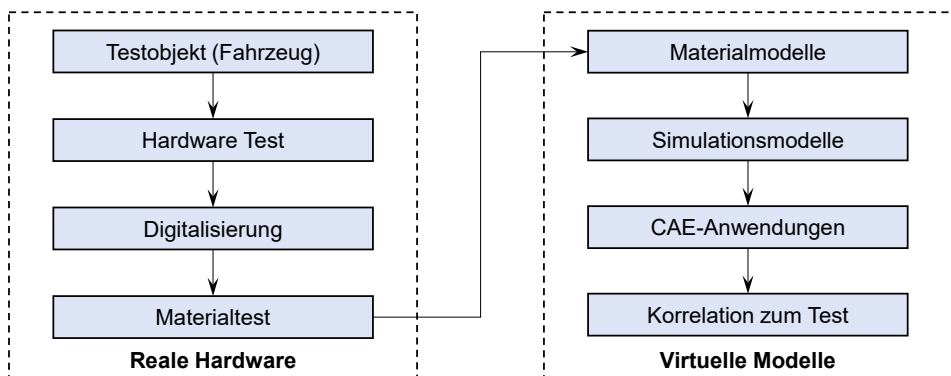 Testobjekt (Fahrzeug)
Hardware Test
Digitalisierung
Materialtest
Reale Hardware
Materialmodelle
Simulationsmodelle
CAE-Anwendungen
Korrelation zum Test
Virtuelle Modelle